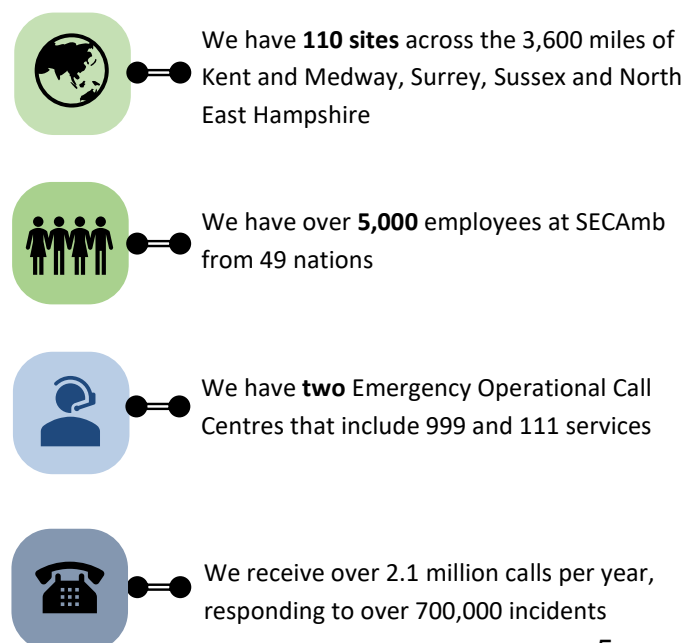 We have 110 sites across the 3,600 miles of
Kent and Medway, Surrey, Sussex and North
East Hampshire
We have over 5,000 employees at SECAmb
from 49 nations
We have two Emergency Operational Call
Centres that include 999 and 111 services
We receive over 2.1 million calls per year,
responding to over 700,000 incidents